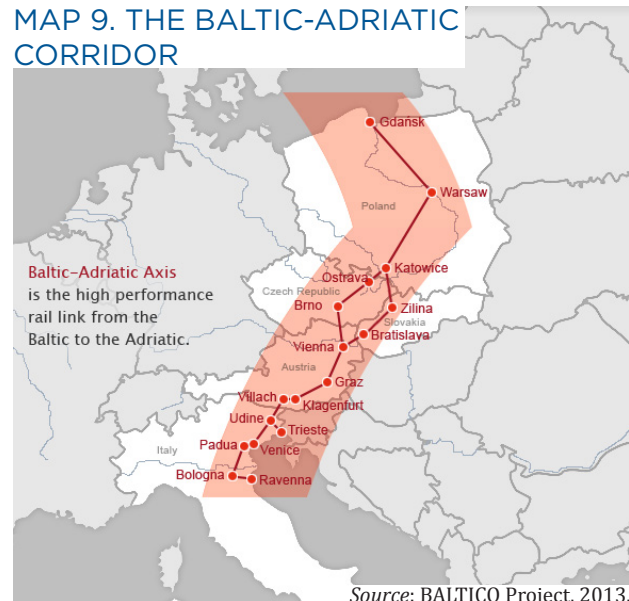 MAP 9. THE BALTIC-ADRIATIC
CORRIDOR
Gdańsk
Warsaw
Poland
Baltic-Adriatic Axis
is the high performance
rail link from the
Baltic to the Adriatic.
Katowice
Ostrava
Czech Republic
Brno
Zilina
Slovakia
Bratislava
Vienna
Austria
Graz
Villach
Klagenfurt
Udine
Trieste
Padua
Venice
Italy
Bologna
Ravenna
Source: BALTICO Project, 2013.